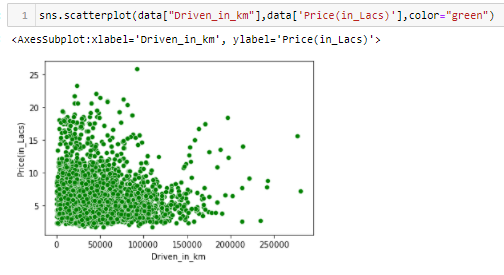 1 sns.scatterplot(data["Driven_in_km"],data['Price(in_Lacs)'],color="green")
<AxesSubplot:xlabel='Driven_in_km', ylabel='Price(in_Lacs)'>
25
20
15
10
5
Price(in_Lacs)
0 50000 100000 150000 200000 250000
Driven_in_km